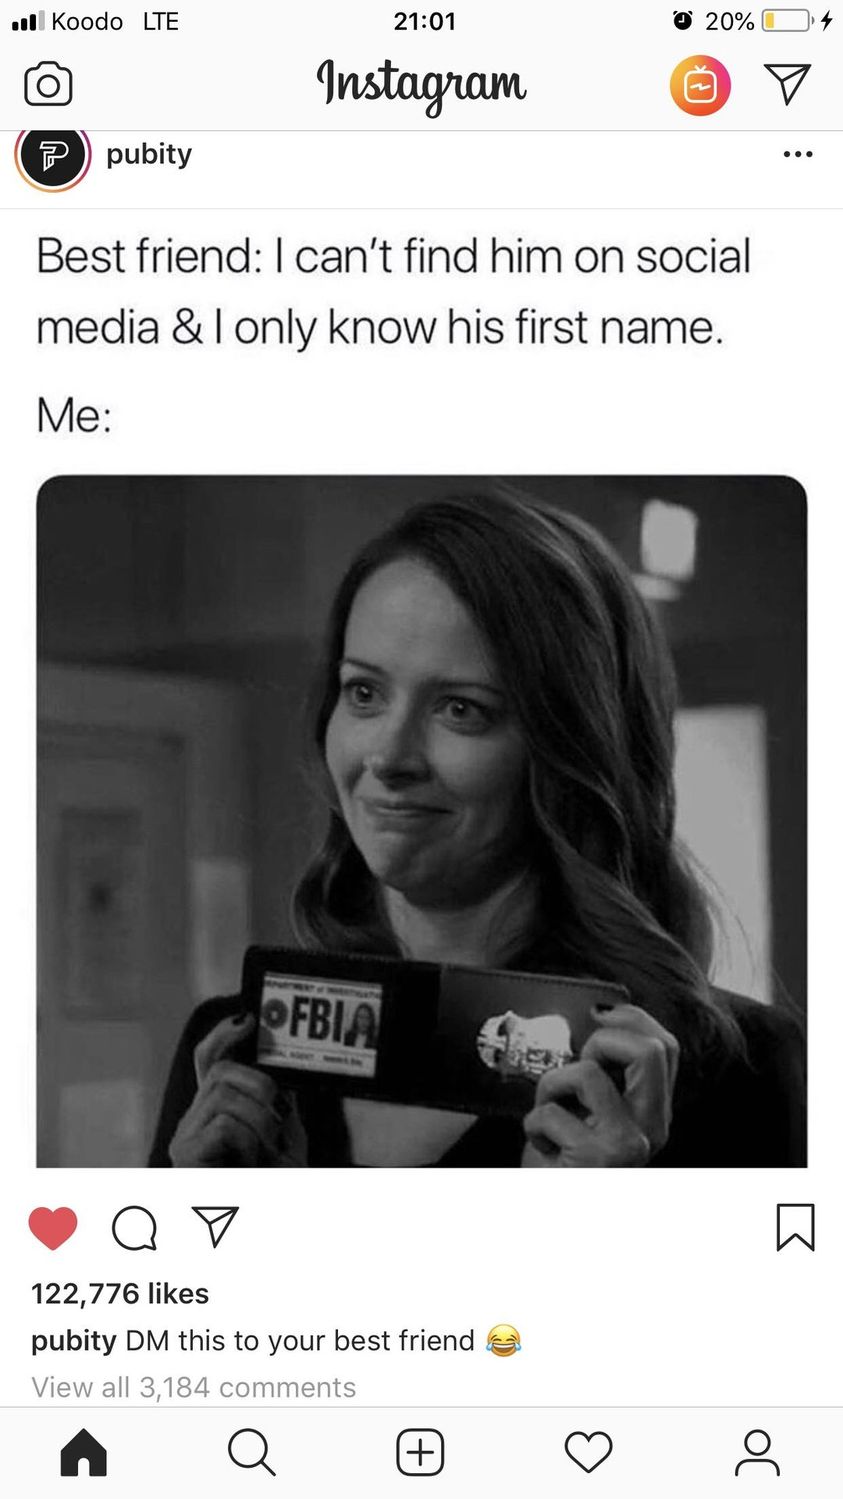 Koodo LTE 21:01 20%
Instagram
pubity
Best friend: I can't find him on social
media & I only know his first name.
Me:
FBI
122,776 likes
pubity DM this to your best friend 😂
View all 3,184 comments